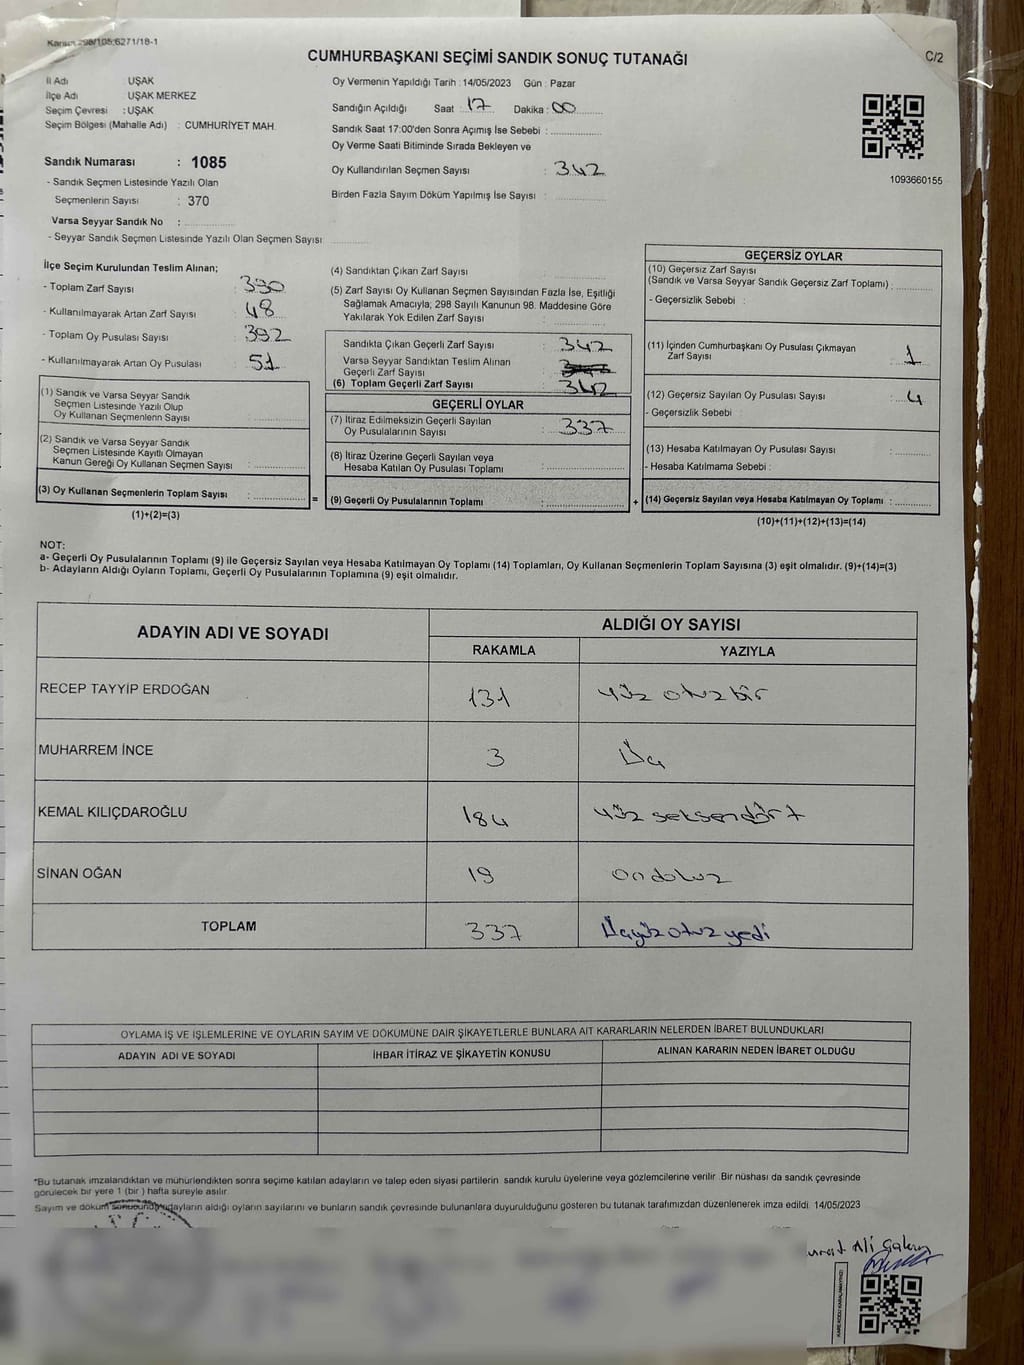 Kanun: 298/105;6271/18-1
CUMHURBAŞKANI SEÇİMİ SANDIK SONUÇ TUTANAĞI
C/2
İl Adı UŞAK
İlçe Adı UŞAK MERKEZ
Seçim Çevresi : UŞAK
Seçim Bölgesi (Mahalle Adı) : CUMHURİYET MAH.
Oy Vermenin Yapıldığı Tarih : 14/05/2023 Gün : Pazar
Sandığın Açıldığı Saat : 17 Dakika : 00
Sandık Saat 17:00'den Sonra Açılmış İse Sebebi :
Oy Verme Saati Bitiminde Sırada Bekleyen ve
Oy Kullandırılan Seçmen Sayısı : 342
Birden Fazla Sayım Döküm Yapılmış İse Sayısı :
1093660155
Sandık Numarası : 1085
- Sandık Seçmen Listesinde Yazılı Olan
Seçmenlerin Sayısı : 370
Varsa Seyyar Sandık No :
- Seyyar Sandık Seçmen Listesinde Yazılı Olan Seçmen Sayısı
İlçe Seçim Kurulundan Teslim Alınan;
- Toplam Zarf Sayısı : 390
- Kullanılmayarak Artan Zarf Sayısı : 48
- Toplam Oy Pusulası Sayısı : 392
- Kullanılmayarak Artan Oy Pusulası : 51
(1) Sandık ve Varsa Seyyar Sandık
Seçmen Listesinde Yazılı Olup
Oy Kullanan Seçmenlerin Sayısı :
(2) Sandık ve Varsa Seyyar Sandık
Seçmen Listesinde Kayıtlı Olmayan
Kanun Gereği Oy Kullanan Seçmen Sayısı :
(3) Oy Kullanan Seçmenlerin Toplam Sayısı :
(1)+(2)=(3)
(4) Sandıktan Çıkan Zarf Sayısı :
(5) Zarf Sayısı Oy Kullanan Seçmen Sayısından Fazla İse, Eşitliği
Sağlamak Amacıyla; 298 Sayılı Kanunun 98. Maddesine Göre
Yakılarak Yok Edilen Zarf Sayısı :
Sandıkta Çıkan Geçerli Zarf Sayısı : 342
Varsa Seyyar Sandıktan Teslim Alınan
Geçerli Zarf Sayısı :
(6) Toplam Geçerli Zarf Sayısı : 342
GEÇERLİ OYLAR
(7) İtiraz Edilmeksizin Geçerli Sayılan
Oy Pusulalarının Sayısı : 337
(8) İtiraz Üzerine Geçerli Sayılan veya
Hesaba Katılan Oy Pusulası Toplamı :
= (9) Geçerli Oy Pusulalarının Toplamı :
GEÇERSİZ OYLAR
(10) Geçersiz Zarf Sayısı
(Sandık ve Varsa Seyyar Sandık Geçersiz Zarf Toplamı) :
- Geçersizlik Sebebi :
(11) İçinden Cumhurbaşkanı Oy Pusulası Çıkmayan
Zarf Sayısı : 1
(12) Geçersiz Sayılan Oy Pusulası Sayısı : 4
- Geçersizlik Sebebi :
(13) Hesaba Katılmayan Oy Pusulası Sayısı :
- Hesaba Katılmama Sebebi :
+ (14) Geçersiz Sayılan veya Hesaba Katılmayan Oy Toplamı :
(10)+(11)+(12)+(13)=(14)
NOT:
a- Geçerli Oy Pusulalarının Toplamı (9) ile Geçersiz Sayılan veya Hesaba Katılmayan Oy Toplamı (14) Toplamları, Oy Kullanan Seçmenlerin Toplam Sayısına (3) eşit olmalıdır. (9)+(14)=(3)
b- Adayların Aldığı Oyların Toplamı, Geçerli Oy Pusulalarının Toplamına (9) eşit olmalıdır.
ADAYIN ADI VE SOYADI ALDIĞI OY SAYISI
RAKAMLA YAZIYLA
RECEP TAYYİP ERDOĞAN 131 yüz otuz bir
MUHARREM İNCE 3 Üç
KEMAL KILIÇDAROĞLU 184 yüz seksendört
SİNAN OĞAN 19 ondokuz
TOPLAM 337 Üçyüz otuz yedi
OYLAMA İŞ VE İŞLEMLERİNE VE OYLARIN SAYIM VE DÖKÜMÜNE DAİR ŞİKAYETLERLE BUNLARA AİT KARARLARIN NELERDEN İBARET BULUNDUKLARI
ADAYIN ADI VE SOYADI İHBAR İTİRAZ VE ŞİKAYETİN KONUSU ALINAN KARARIN NEDEN İBARET OLDUĞU
*Bu tutanak imzalandıktan ve mühürlendikten sonra seçime katılan adayların ve talep eden siyasi partilerin sandık kurulu üyelerine veya gözlemcilerine verilir. Bir nüshası da sandık çevresinde
görülecek bir yere 1 (bir) hafta süreyle asılır.
Sayım ve döküm sonucunda adayların aldığı oyların sayılarını ve bunların sandık çevresinde bulunanlara duyurulduğunu gösteren bu tutanak tarafımızdan düzenlenerek imza edildi. 14/05/2023
Ali